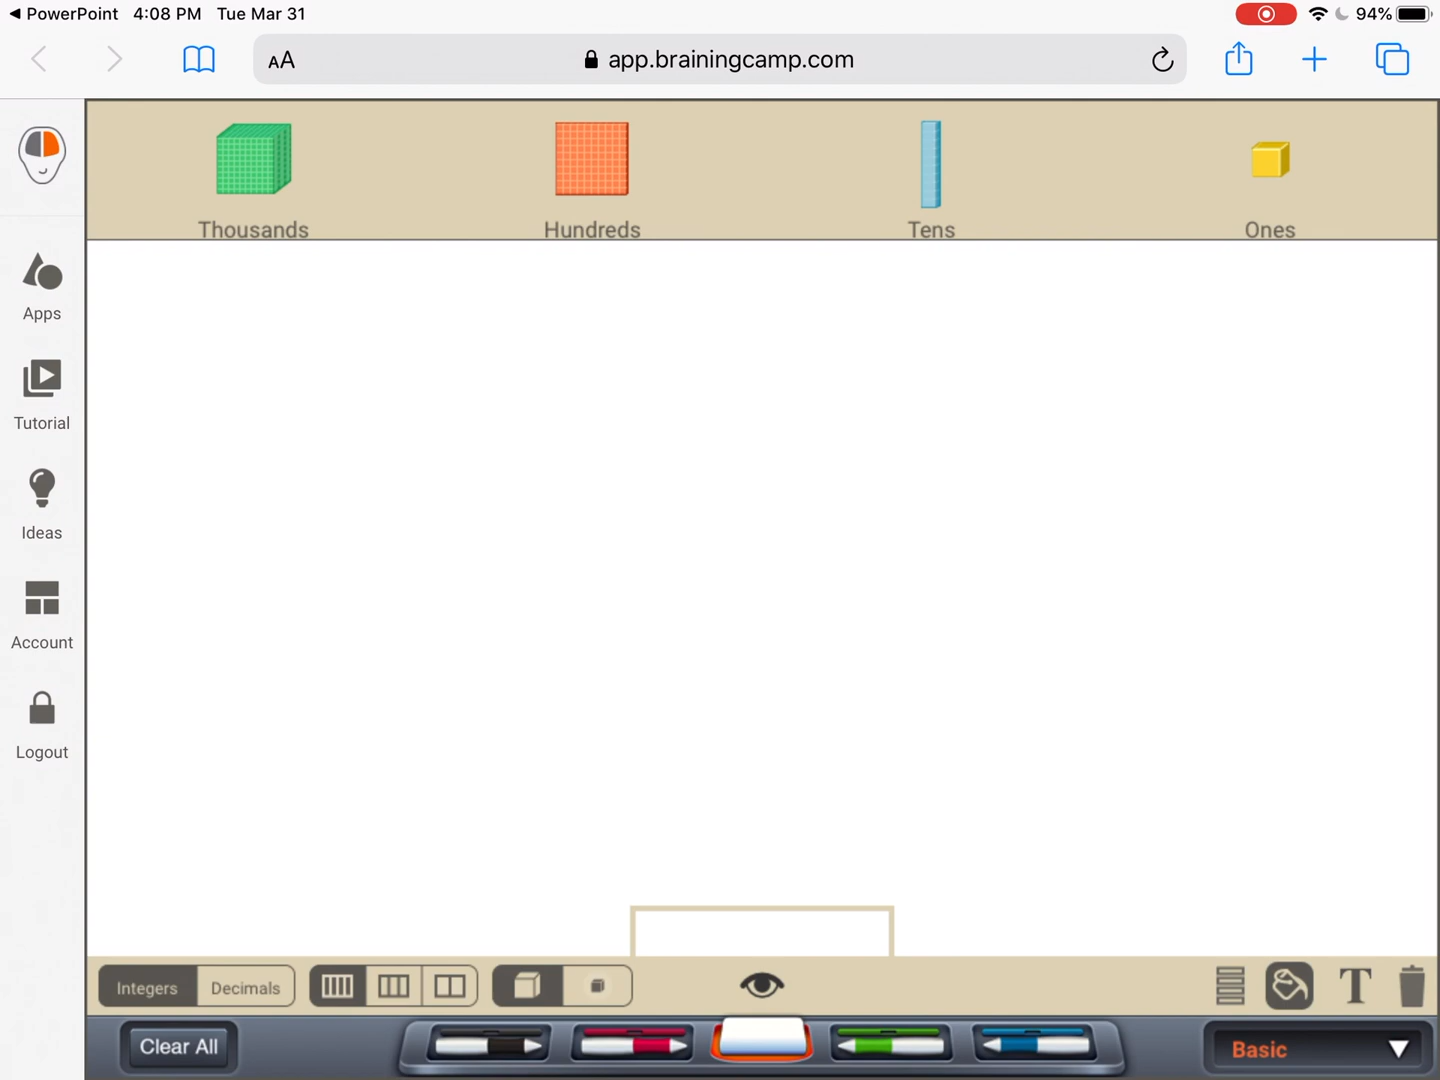 PowerPoint 4:08 PM Tue Mar 31 94%
AA app.brainingcamp.com
Thousands Hundreds Tens Ones
Apps
Tutorial
Ideas
Account
Logout
Integers Decimals T
Clear All Basic